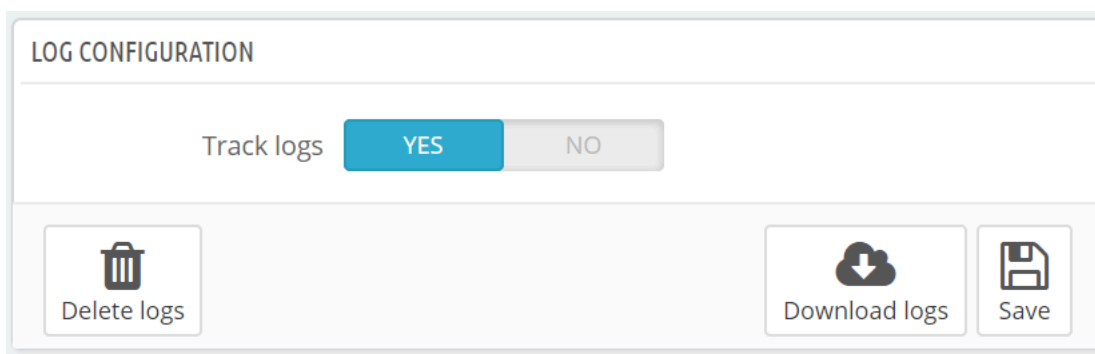 LOG CONFIGURATION
Track logs YES NO
Delete logs Download logs Save